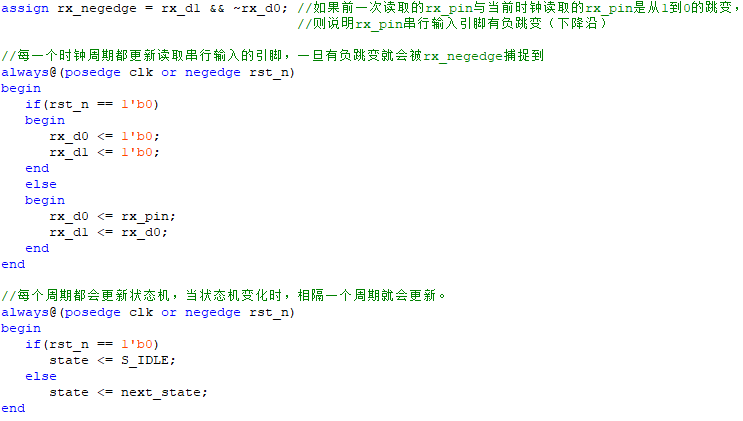 assign rx_negedge = rx_d1 && ~rx_d0; //如果前一次读取的rx_pin与当前时钟读取的rx_pin是从1到0的跳变，
//则说明rx_pin串行输入引脚有负跳变（下降沿）
//每一个时钟周期都更新读取串行输入的引脚，一旦有负跳变就会被rx_negedge捕捉到
always@(posedge clk or negedge rst_n)
begin
if(rst_n == 1'b0)
begin
rx_d0 <= 1'b0;
rx_d1 <= 1'b0;
end
else
begin
rx_d0 <= rx_pin;
rx_d1 <= rx_d0;
end
end
//每个周期都会更新状态机，当状态机变化时，相隔一个周期就会更新。
always@(posedge clk or negedge rst_n)
begin
if(rst_n == 1'b0)
state <= S_IDLE;
else
state <= next_state;
end